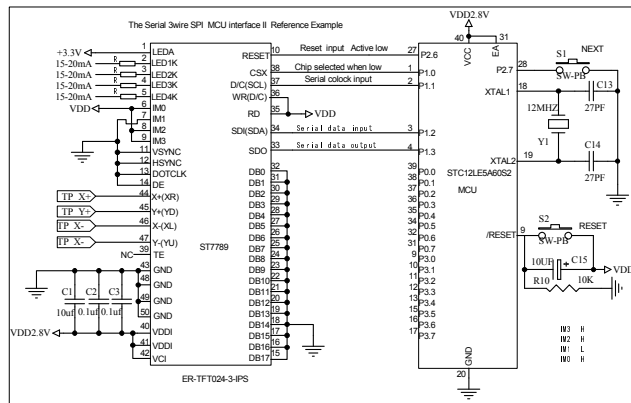 The Serial 3wire SPI MCU interface II Reference Example
+3.3V
15-20mA
15-20mA
15-20mA
15-20mA
R
R
R
R
VDD
1 LEDA
2 LED1K
3 LED2K
4 LED3K
5 LED4K
6 IM0
7 IM1
8 IM2
9 IM3
11 VSYNC
12 HSYNC
13 DOTCLK
14 DE
TP X+ 44 X+(XR)
TP Y+ 45 Y+(YD)
TP X- 46 X-(XL)
TP X- 47 Y-(YU)
NC 39 TE
43 GND
48 GND
49 GND
50 GND
C1 C2 C3
10uf 0.1uf 0.1uf
VDD2.8V
40 VDDI
41 VDDI
42 VCI
ST7789
ER-TFT024-3-IPS
RESET 10 Reset input Active low 27 P2.6
CSX 38 Chip selected when low 1 P1.0
D/C(SCL) 37 Serial colock input 2 P1.1
WR(D/C) 36
RD 35 VDD
SDI(SDA) 34 Serial data input 3 P1.2
SDO 33 Serial data output 4 P1.3
DB0 32
DB1 31
DB2 30
DB3 29
DB4 28
DB5 27
DB6 26
DB7 25
DB8 24
DB9 23
DB10 22
DB11 21
DB12 20
DB13 19
DB14 18
DB15 17
DB16 16
DB17 15
39 P0.0
38 P0.1
37 P0.2
36 P0.3
35 P0.4
34 P0.5
32 P0.6
31 P0.7
9 P3.0
10 P3.1
11 P3.2
12 P3.3
13 P3.4
14 P3.5
15 P3.6
17 P3.7
VDD2.8V
40 31
VCC EA
STC12LE5A60S2
MCU
GND
20
P2.7 28 S1 NEXT
SW-PB
XTAL1 18
C13
27PF
12MHZ
Y1
XTAL2 19
C14
27PF
S2 RESET
SW-PB
/RESET 9
10UF + C15
VDD
R10 10K
IM3 H
IM2 H
IM1 L
IM0 H